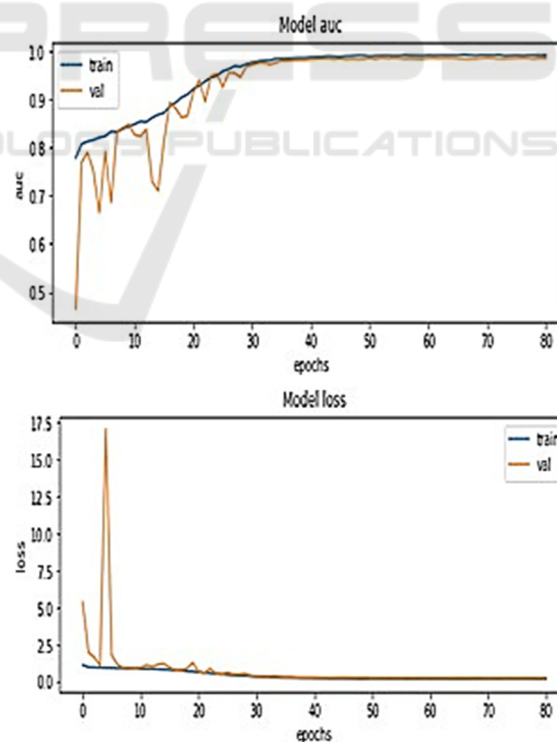 PRESS
Model auc
1.0
train
val
0.9
LOGY PUBLICATIONS
0.8
auc
0.7
0.6
0.5
0 10 20 30 40 50 60 70 80
epochs
Model loss
17.5
train
val
15.0
12.5
10.0
loss
7.5
5.0
2.5
0.0
0 10 20 30 40 50 60 70 80
epochs